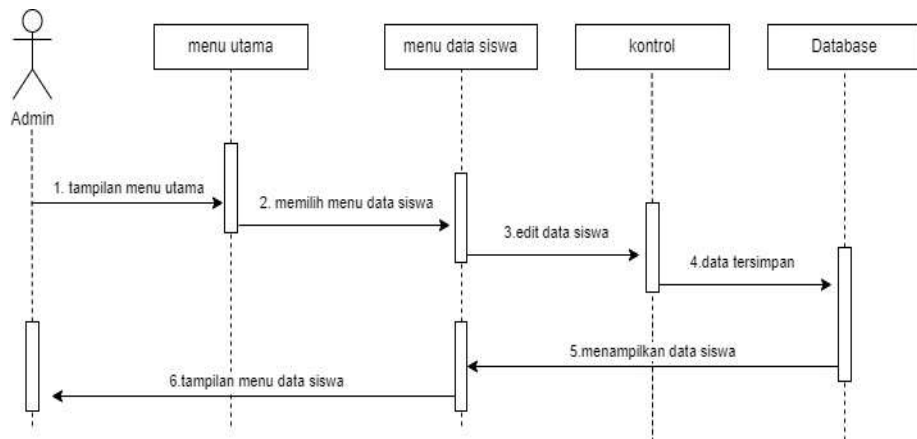 menu utama
menu data siswa
kontrol
Database
Admin
1. tampilan menu utama
2. memilih menu data siswa
3.edit data siswa
4.data tersimpan
5.menampilkan data siswa
6.tampilan menu data siswa